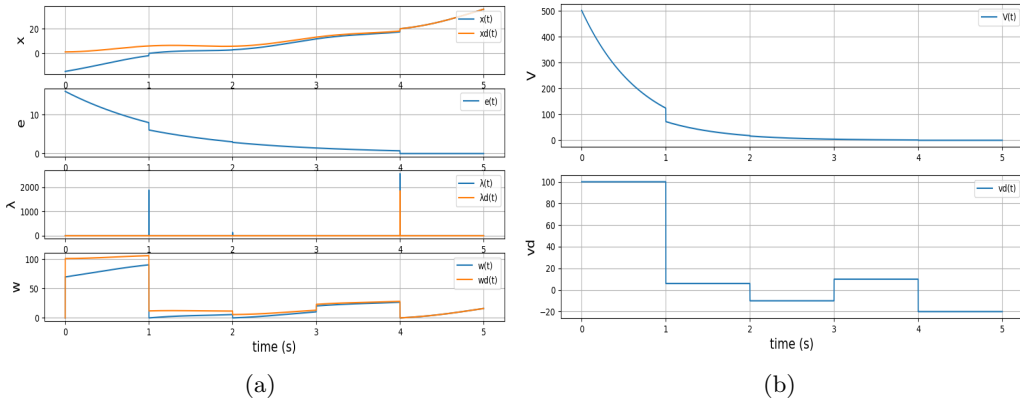 x(t)
xd(t)
x
20
0
0 1 2 3 4 5
e(t)
e
10
0
0 1 2 3 4 5
λ(t)
λd(t)
λ
2000
1000
0
0 1 2 3 4 5
w(t)
wd(t)
w
100
50
0
0 1 2 3 4 5
time (s)
(a)
V(t)
V
500
400
300
200
100
0
0 1 2 3 4 5
vd(t)
vd
100
80
60
40
20
0
−20
0 1 2 3 4 5
time (s)
(b)